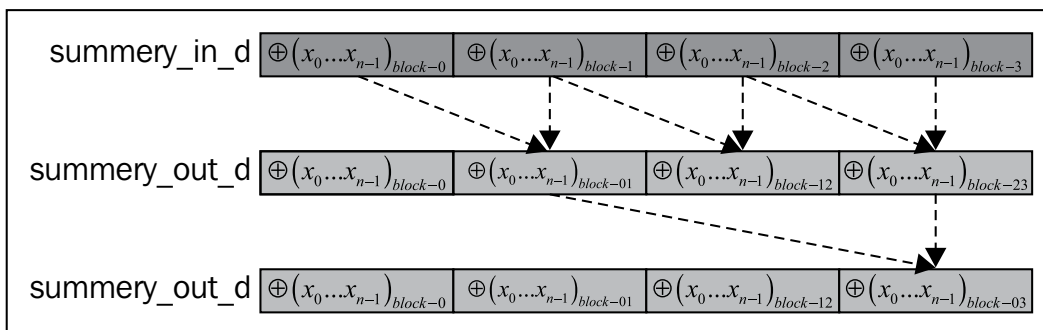 summery_in_d ⊕(x₀...xₙ₋₁)block−0 ⊕(x₀...xₙ₋₁)block−1 ⊕(x₀...xₙ₋₁)block−2 ⊕(x₀...xₙ₋₁)block−3
summery_out_d ⊕(x₀...xₙ₋₁)block−0 ⊕(x₀...xₙ₋₁)block−01 ⊕(x₀...xₙ₋₁)block−12 ⊕(x₀...xₙ₋₁)block−23
summery_out_d ⊕(x₀...xₙ₋₁)block−0 ⊕(x₀...xₙ₋₁)block−01 ⊕(x₀...xₙ₋₁)block−12 ⊕(x₀...xₙ₋₁)block−03